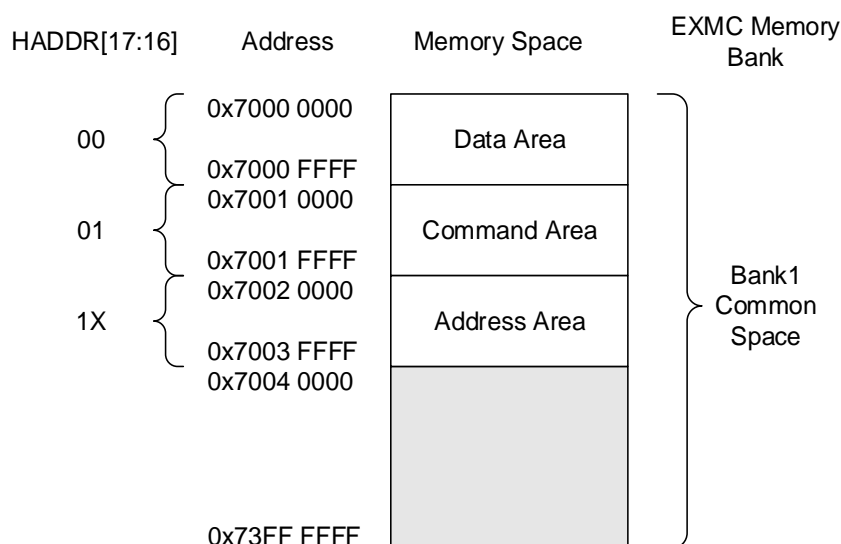 HADDR[17:16] Address Memory Space EXMC Memory
Bank
0x7000 0000
00 Data Area
0x7000 FFFF
0x7001 0000
01 Command Area
0x7001 FFFF
0x7002 0000
1X Address Area
0x7003 FFFF
0x7004 0000
Bank1
Common
Space
0x73FF FFFF